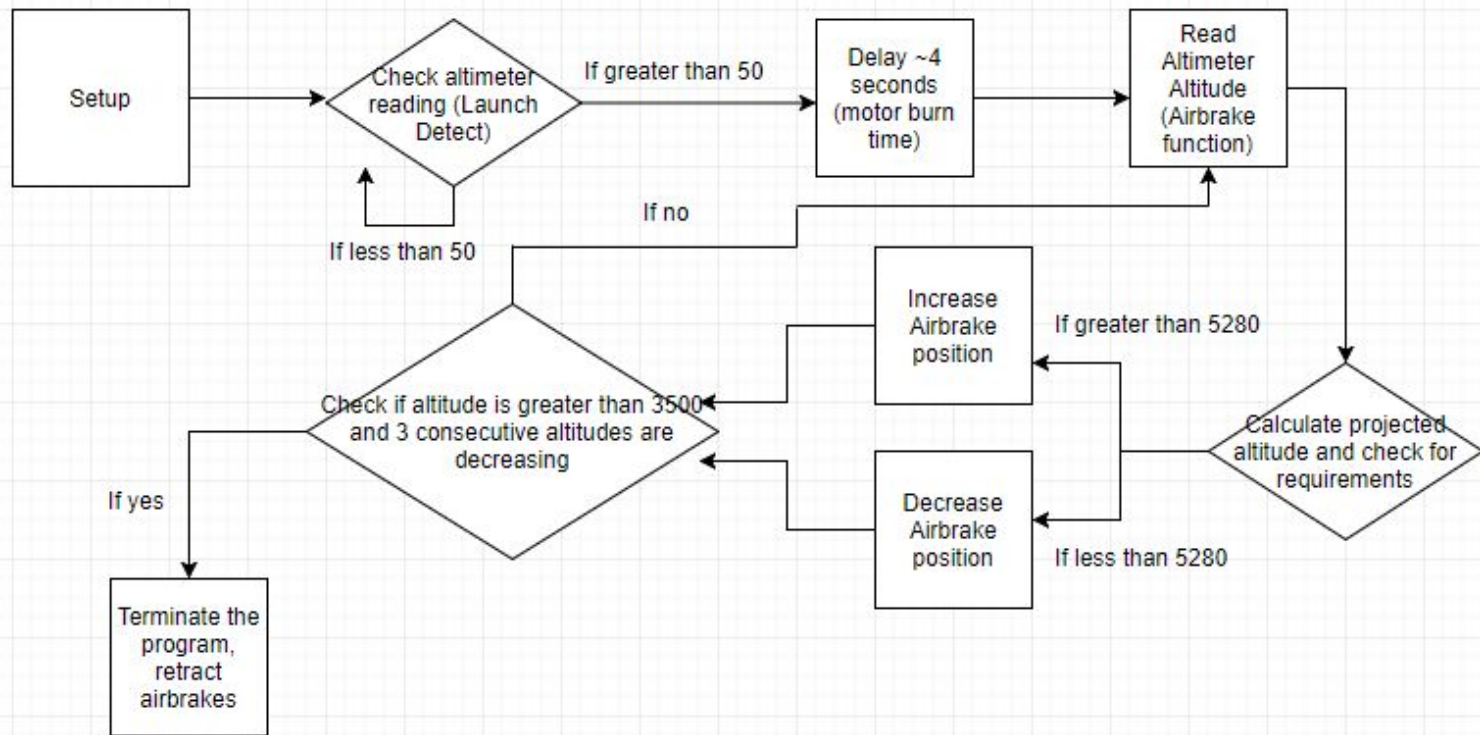 Setup
Check altimeter
reading (Launch
Detect)
If greater than 50
Delay ~4
seconds
(motor burn
time)
Read
Altimeter
Altitude
(Airbrake
function)
If less than 50
If no
Increase
Airbrake
position
If greater than 5280
Check if altitude is greater than 3500
and 3 consecutive altitudes are
decreasing
Calculate projected
altitude and check for
requirements
If yes
Decrease
Airbrake
position
If less than 5280
Terminate the
program,
retract
airbrakes